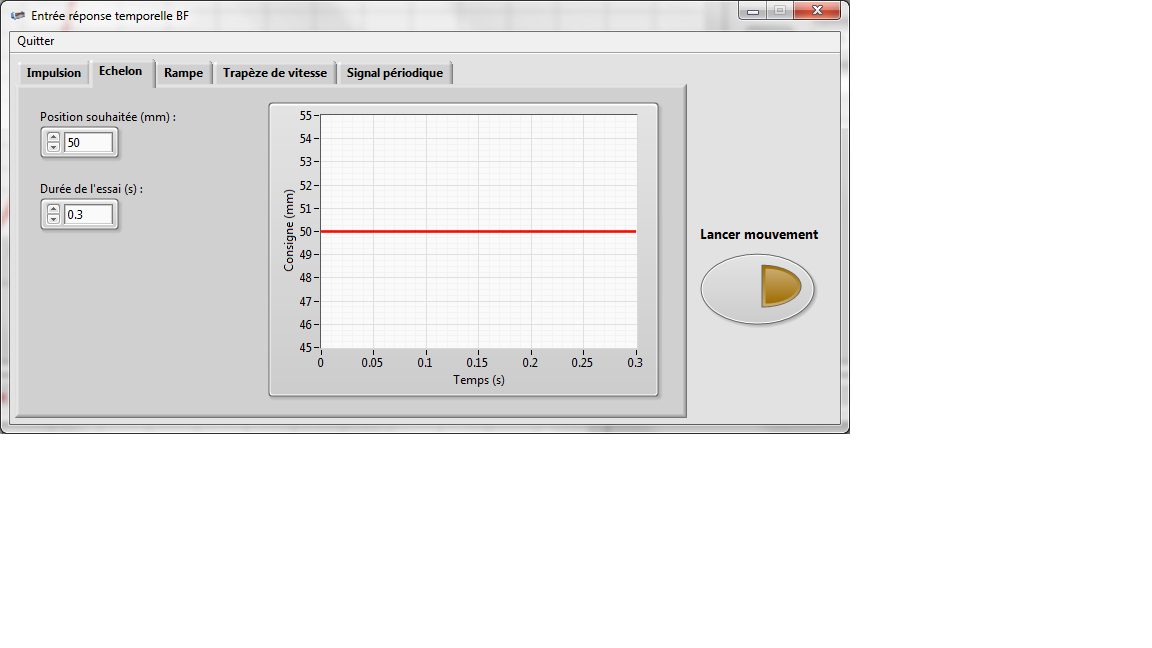 Entrée réponse temporelle BF
Quitter
Impulsion
Echelon
Rampe
Trapèze de vitesse
Signal périodique
Position souhaitée (mm) :
50
Durée de l'essai (s) :
0.3
Consigne (mm)
55
54
53
52
51
50
49
48
47
46
45
0
0.05
0.1
0.15
0.2
0.25
0.3
Temps (s)
Lancer mouvement